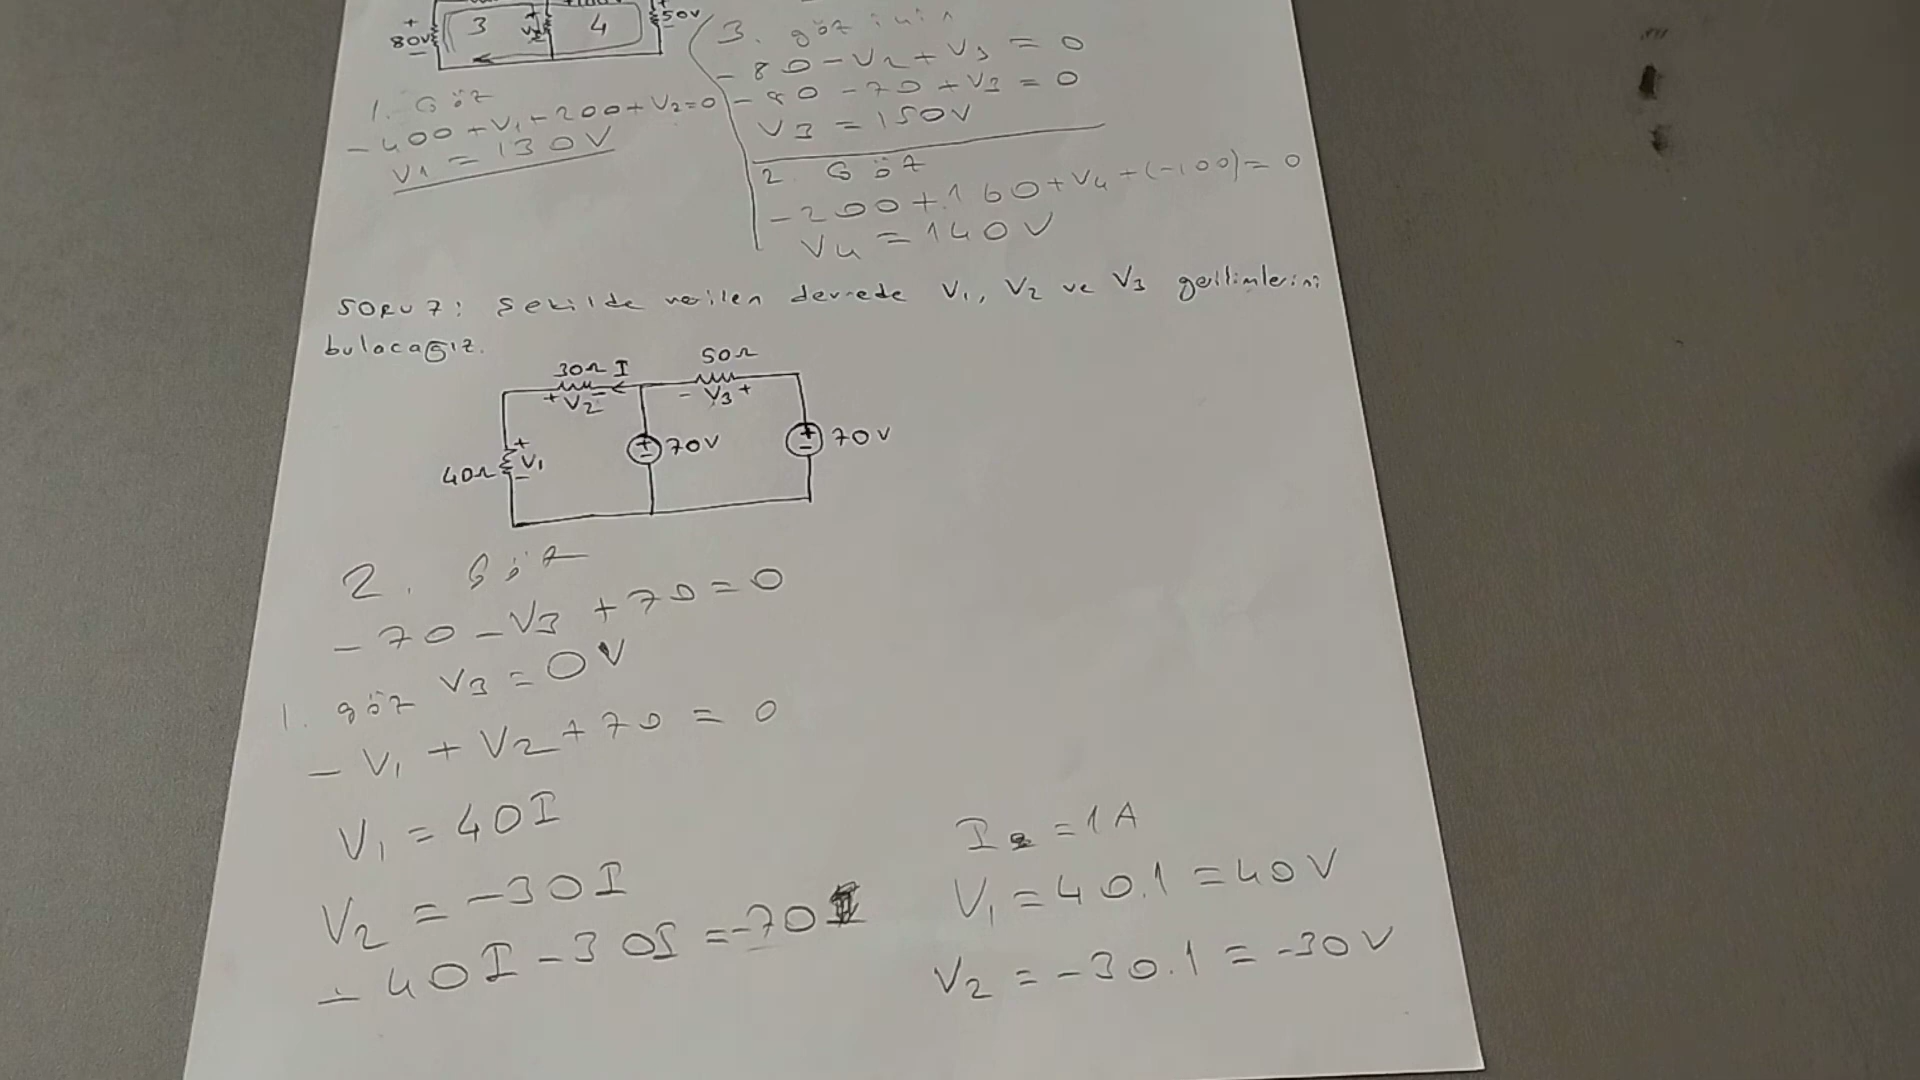 +
80V
-
3
4
+
50V
-
1. Göz
-400+V1+200+V2=0
V1 = 130V
3. göz için
-80-V2+V3=0
-80-70+V3=0
V3=150V
2. Göz
-200+160+V4+(-100)=0
V4=140V
SORU 7: Şekilde verilen devrede V1, V2 ve V3 gerilimlerini
bulacağız.
30Ω I
+ V2 -
50Ω
- V3 +
40Ω
+
V1
-
+
-
70V
+
-
70V
2. Göz
-70-V3+70=0
V3=0V
1. göz
-V1+V2+70=0
V1=40I
V2=-30I
-40I-30I=-70
I=1A
V1=40.1=40V
V2=-30.1=-30V